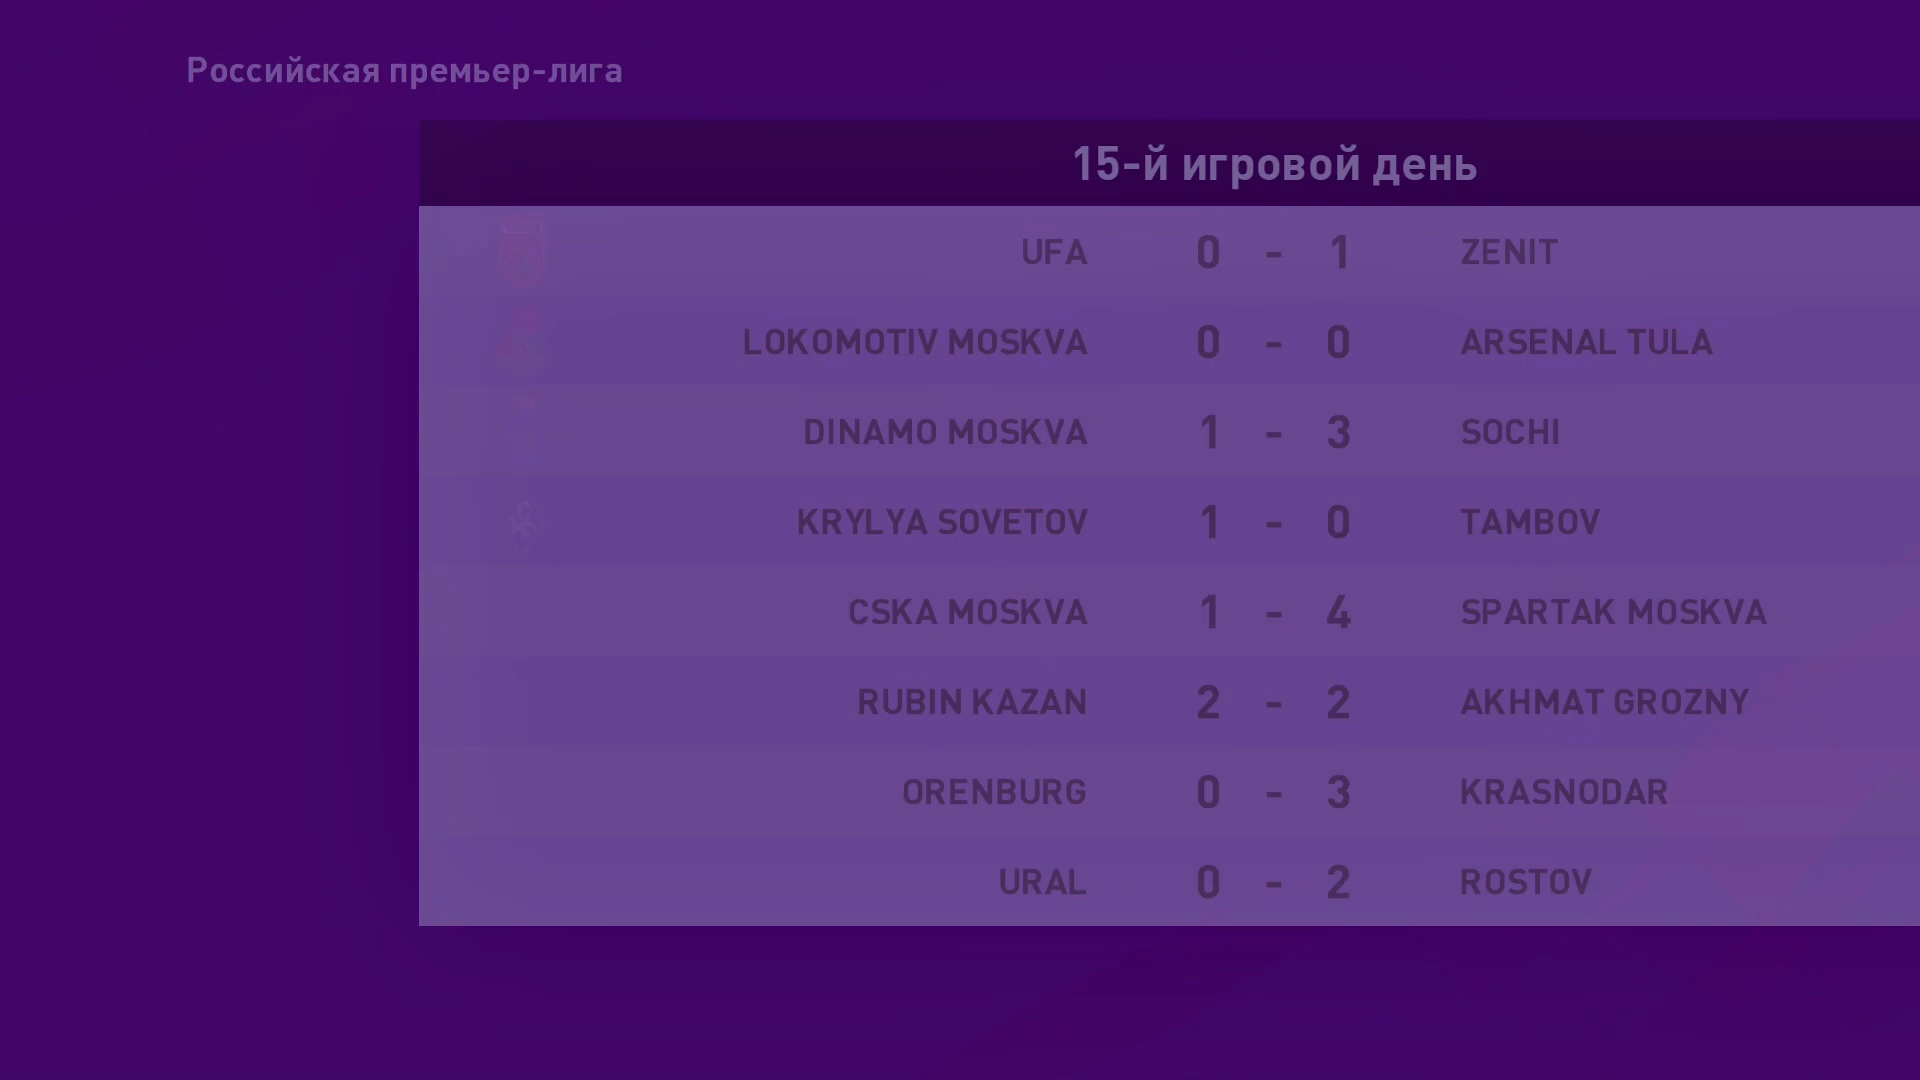 Российская премьер-лига
15-й игровой день
UFA 0 - 1 ZENIT
LOKOMOTIV MOSKVA 0 - 0 ARSENAL TULA
DINAMO MOSKVA 1 - 3 SOCHI
KRYLYA SOVETOV 1 - 0 TAMBOV
CSKA MOSKVA 1 - 4 SPARTAK MOSKVA
RUBIN KAZAN 2 - 2 AKHMAT GROZNY
ORENBURG 0 - 3 KRASNODAR
URAL 0 - 2 ROSTOV